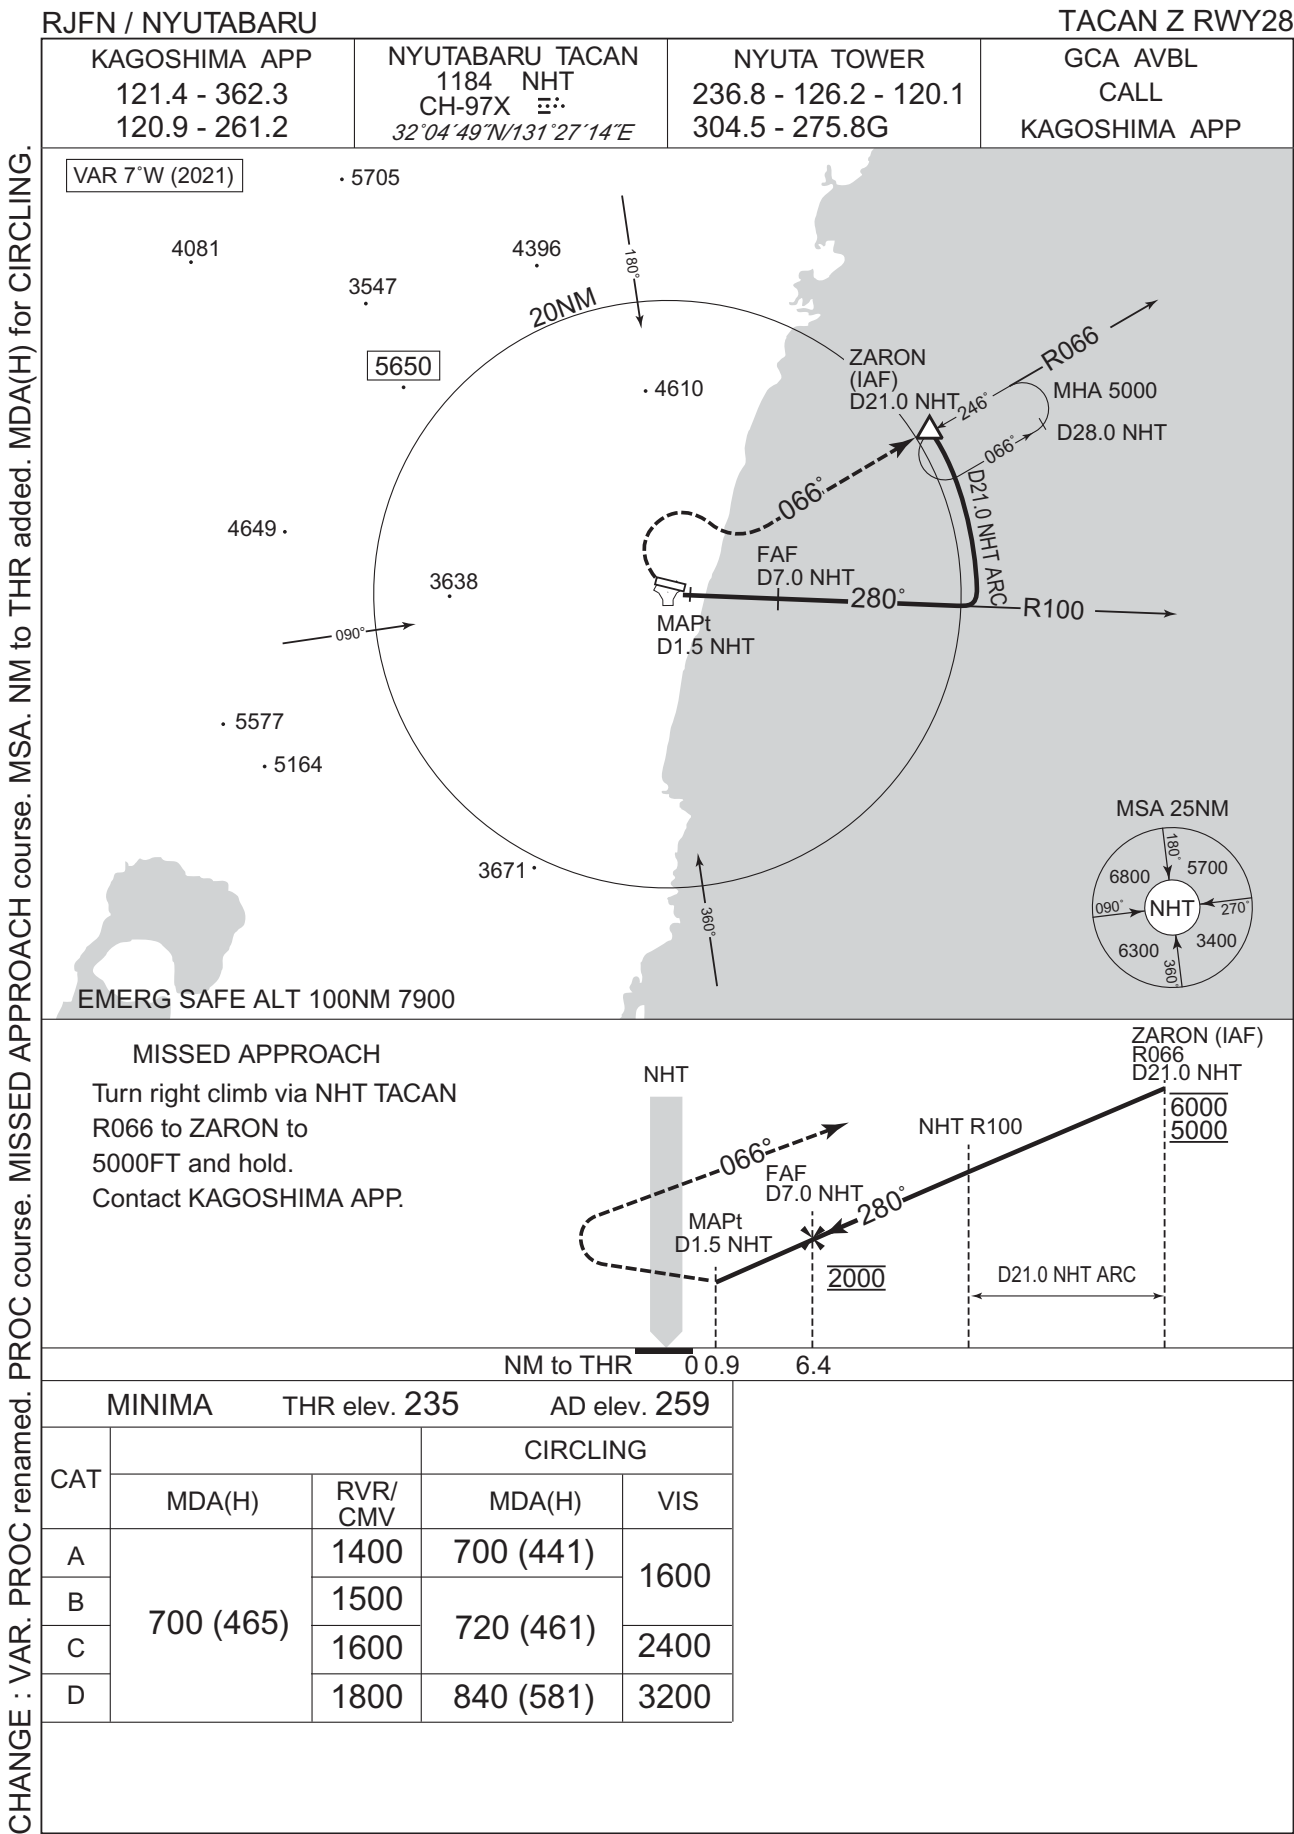 RJFN / NYUTABARU
TACAN Z RWY28
KAGOSHIMA APP
121.4 - 362.3
120.9 - 261.2
NYUTABARU TACAN
1184 NHT
CH-97X
32°04´49˝N/131°27´14˝E
NYUTA TOWER
236.8 - 126.2 - 120.1
304.5 - 275.8G
GCA AVBL
CALL
KAGOSHIMA APP
CHANGE : VAR. PROC renamed. PROC course. MISSED APPROACH course. MSA. NM to THR added. MDA(H) for CIRCLING.
VAR 7°W (2021)
5705
4081
4396
3547
180°
20NM
5650
4610
ZARON
(IAF)
D21.0 NHT
R066
246°
MHA 5000
D28.0 NHT
066°
066°
D21.0 NHT ARC
4649
3638
FAF
D7.0 NHT
280°
R100
MAPt
D1.5 NHT
090°
5577
5164
3671
360°
MSA 25NM
180°
6800
5700
090°
NHT
270°
6300
3400
360°
EMERG SAFE ALT 100NM 7900
MISSED APPROACH
Turn right climb via NHT TACAN
R066 to ZARON to
5000FT and hold.
Contact KAGOSHIMA APP.
NHT
066°
FAF
D7.0 NHT
MAPt
D1.5 NHT
280°
2000
NHT R100
D21.0 NHT ARC
ZARON (IAF)
R066
D21.0 NHT
6000
5000
NM to THR 0 0.9 6.4
MINIMA THR elev. 235 AD elev. 259
CAT
CIRCLING
MDA(H)
RVR/
CMV
MDA(H)
VIS
A
1400
700 (441)
1600
B
700 (465)
1500
720 (461)
C
1600
2400
D
1800
840 (581)
3200